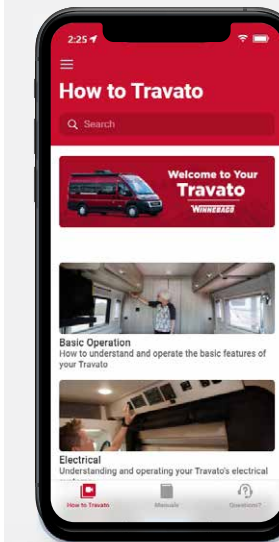 2:25
How to Travato
Search
Welcome to Your
Travato
WINNEBAGO
Basic Operation
How to understand and operate the basic features of
your Travato
Electrical
Understanding and operating your Travato's electrical
How to Travato
Manuals
Questions?